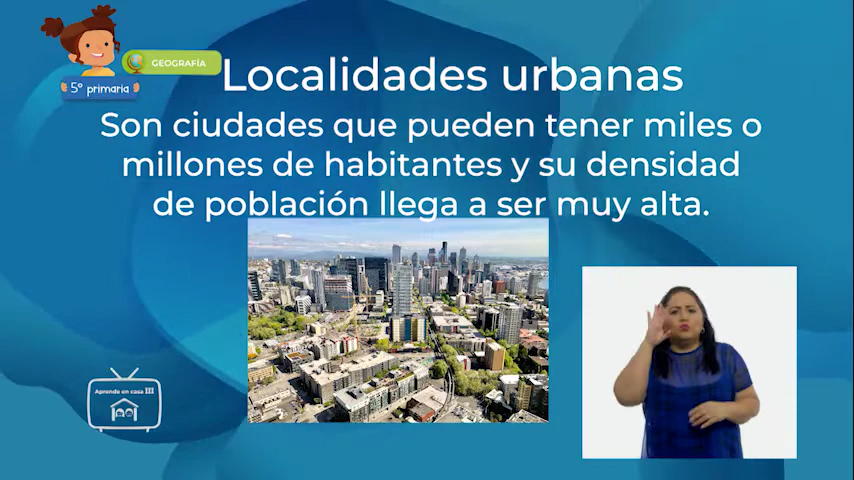 GEOGRAFÍA
5° primaria
Localidades urbanas
Son ciudades que pueden tener miles o
millones de habitantes y su densidad
de población llega a ser muy alta.
Aprende en casa III